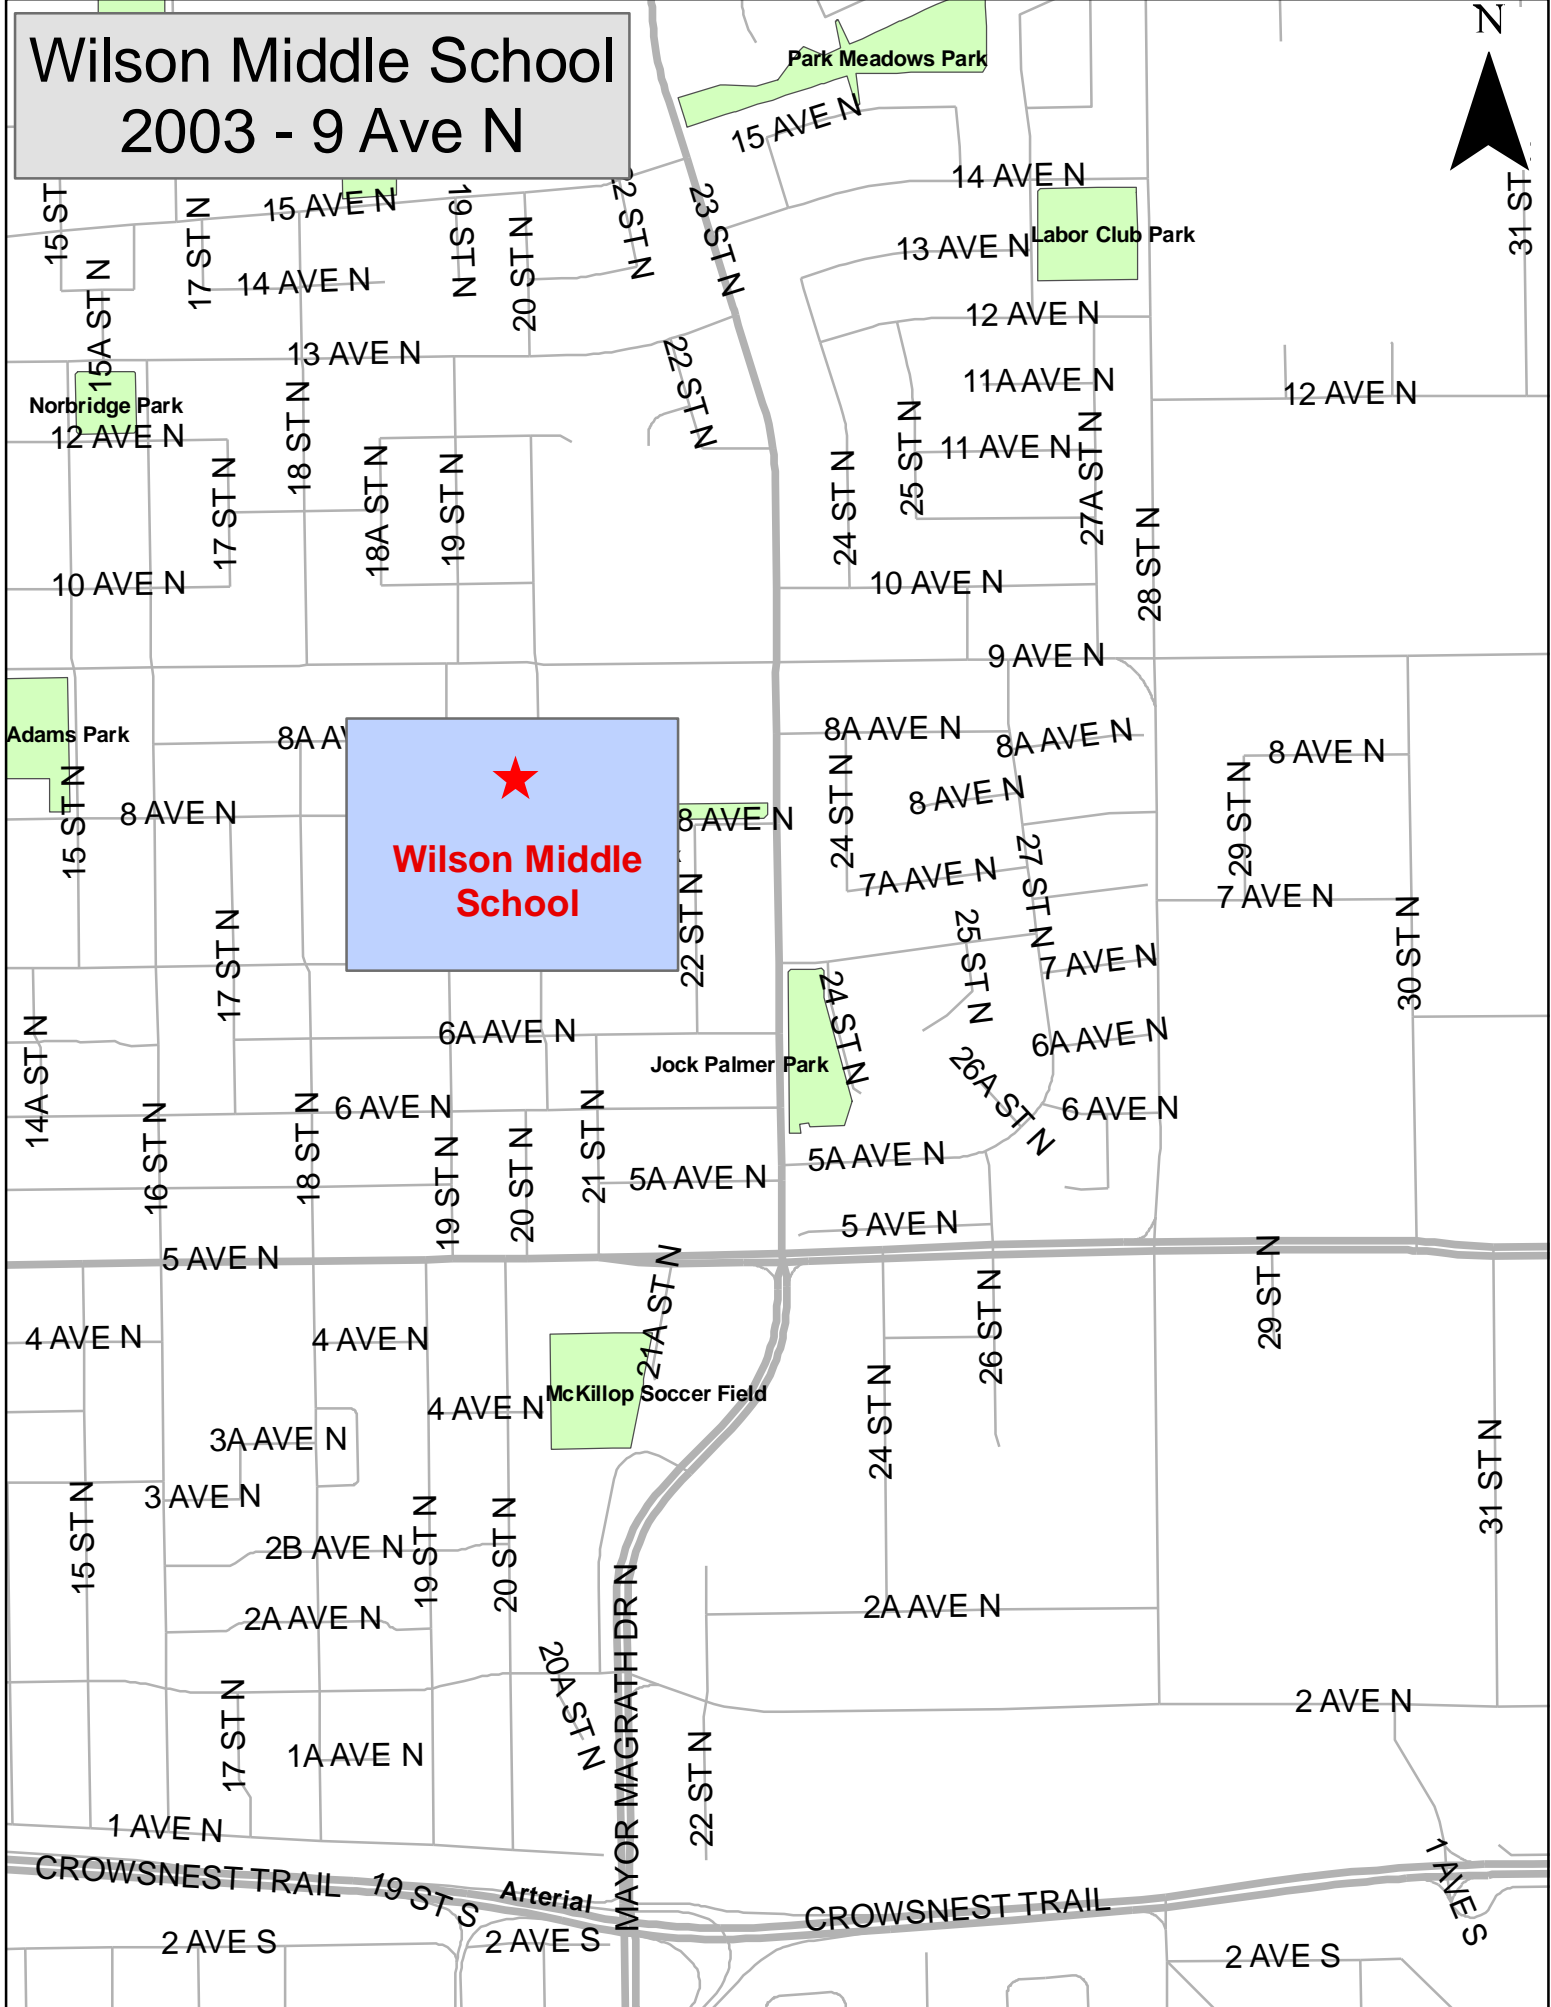 Wilson Middle School
2003 - 9 Ave N
N
Park Meadows Park
15 AVE N
14 AVE N
15 ST
17 ST N
15 AVE N
19 ST N
20 ST N
22 ST N
23 ST N
13 AVE N
Labor Club Park
31 ST
15A ST N
14 AVE N
12 AVE N
13 AVE N
22 ST N
11A AVE N
12 AVE N
Norbridge Park
12 AVE N
18 ST N
25 ST N
11 AVE N
27A ST N
17 ST N
18A ST N
19 ST N
24 ST N
28 ST N
10 AVE N
10 AVE N
9 AVE N
Adams Park
8A AV
8A AVE N
8A AVE N
8 AVE N
15 ST N
8 AVE N
Wilson Middle
School
8 AVE N
24 ST N
8 AVE N
29 ST N
27 ST N
7A AVE N
7 AVE N
22 ST N
17 ST N
25 ST N
7 AVE N
30 ST N
14A ST N
6A AVE N
24 ST N
6A AVE N
Jock Palmer Park
26A ST N
6 AVE N
6 AVE N
16 ST N
18 ST N
19 ST N
20 ST N
21 ST N
5A AVE N
5A AVE N
5 AVE N
5 AVE N
21A ST N
29 ST N
26 ST N
4 AVE N
4 AVE N
McKillop Soccer Field
4 AVE N
24 ST N
3A AVE N
31 ST N
3 AVE N
15 ST N
19 ST N
20 ST N
2B AVE N
2A AVE N
2A AVE N
MAYOR MAGRATH DR N
20A ST N
17 ST N
2 AVE N
1A AVE N
22 ST N
1 AVE N
CROWSNEST TRAIL
19 ST S
Arterial
CROWSNEST TRAIL
1 AVE S
2 AVE S
2 AVE S
2 AVE S